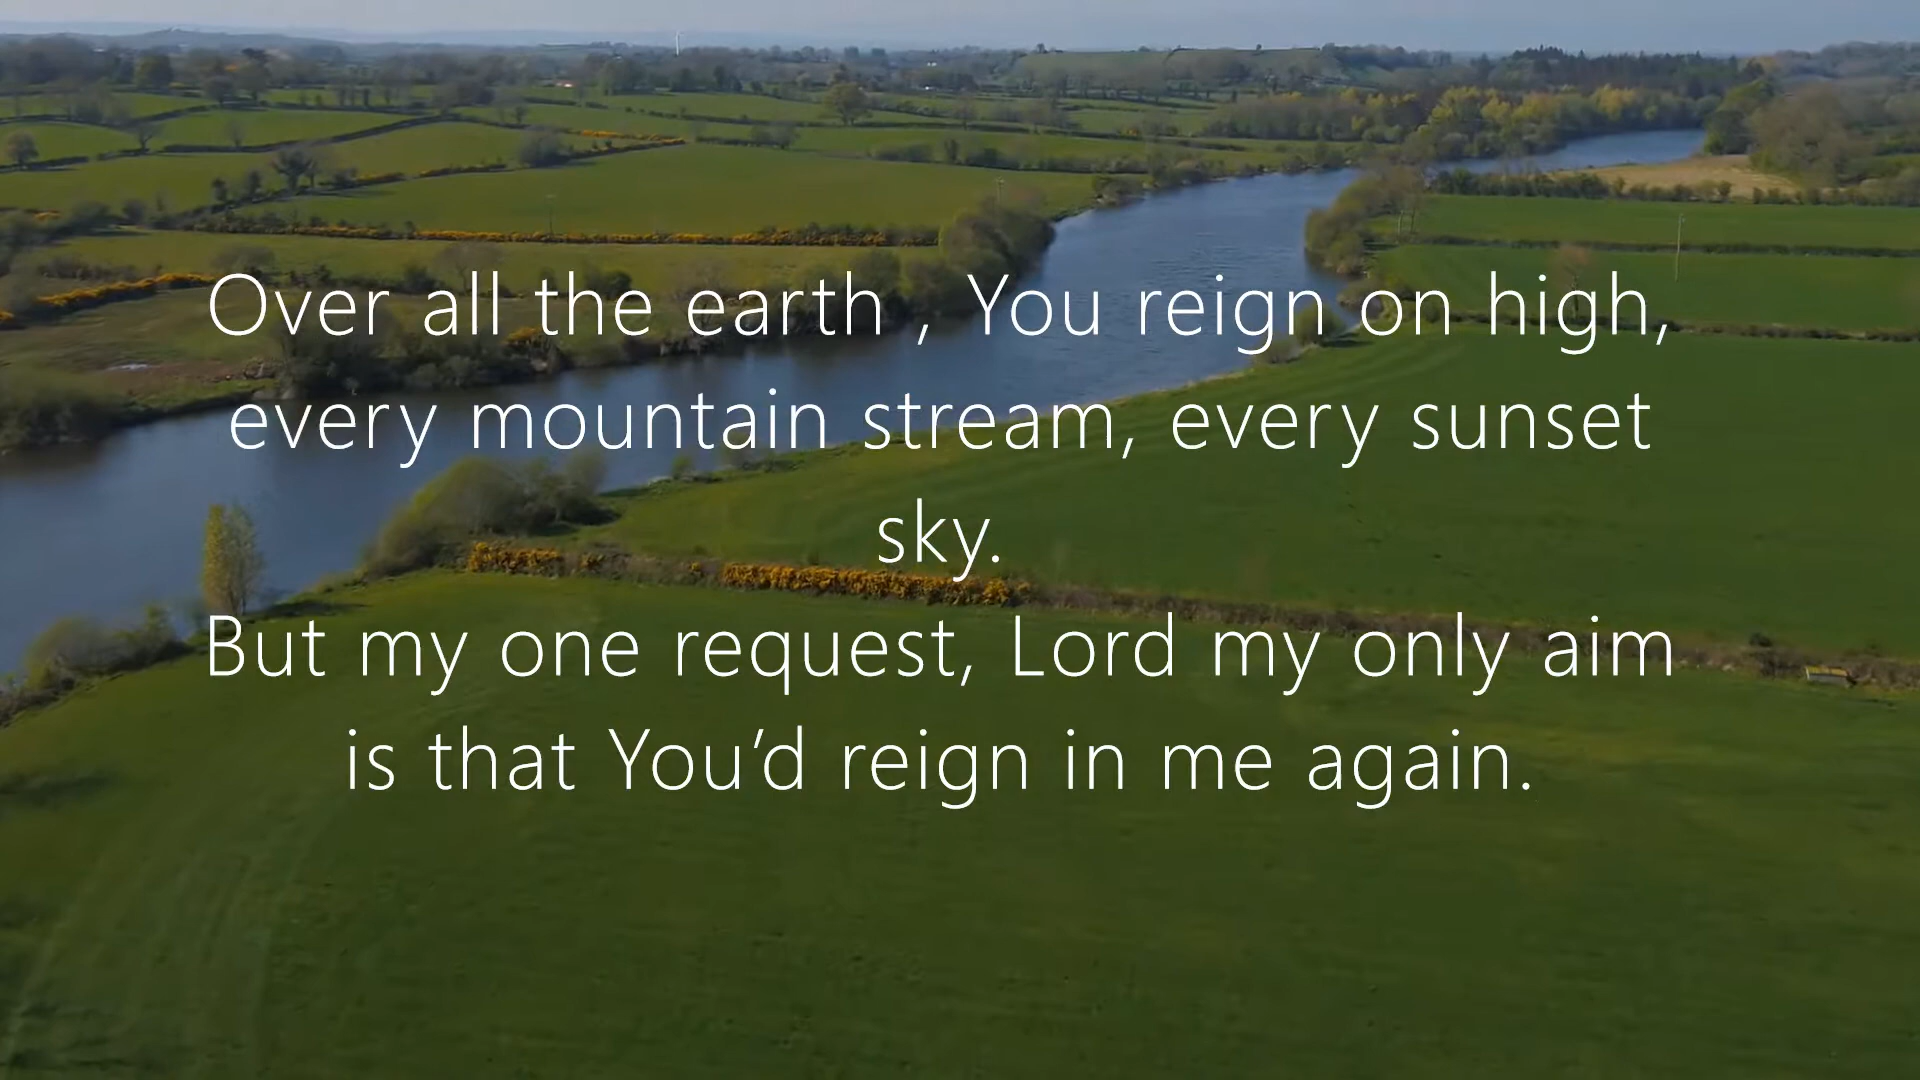 Over all the earth , You reign on high,
every mountain stream, every sunset
sky.
But my one request, Lord my only aim
is that You’d reign in me again.